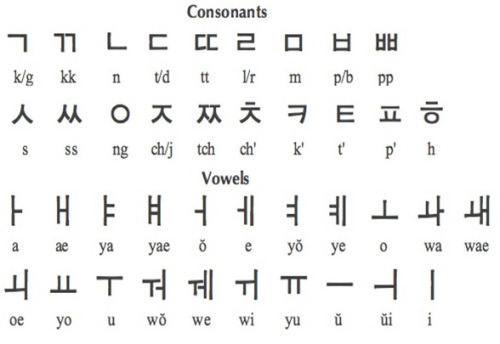 Consonants
ㄱ ㄲ ㄴ ㄷ ㄸ ㄹ ㅁ ㅂ ㅃ
k/g kk n t/d tt l/r m p/b pp
ㅅ ㅆ ㅇ ㅈ ㅉ ㅊ ㅋ ㅌ ㅍ ㅎ
s ss ng ch/j tch ch' k' t' p' h
Vowels
ㅏ ㅐ ㅑ ㅒ ㅓ ㅔ ㅕ ㅖ ㅗ ㅘ ㅙ
a ae ya yae ŏ e yŏ ye o wa wae
ㅚ ㅛ ㅜ ㅝ ㅞ ㅟ ㅠ ㅡ ㅢ ㅣ
oe yo u wŏ we wi yu ŭ ŭi i